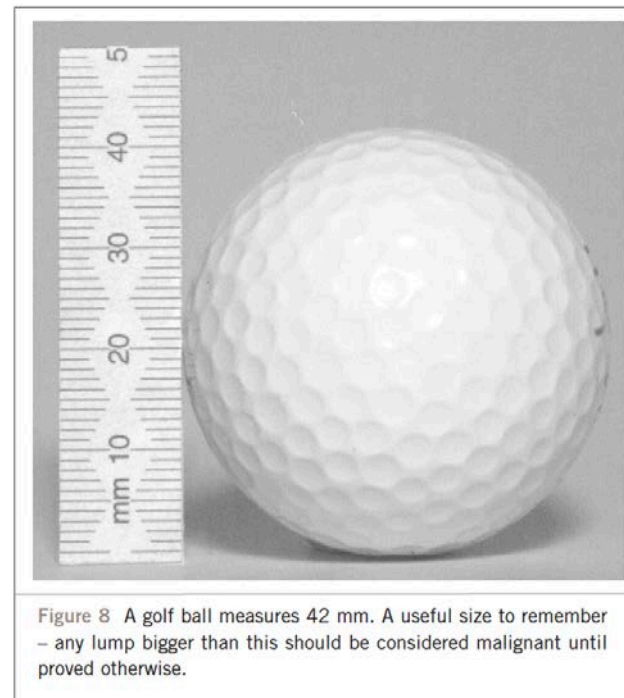 5
40
30
20
10
mm
Figure 8 A golf ball measures 42 mm. A useful size to remember
– any lump bigger than this should be considered malignant until
proved otherwise.